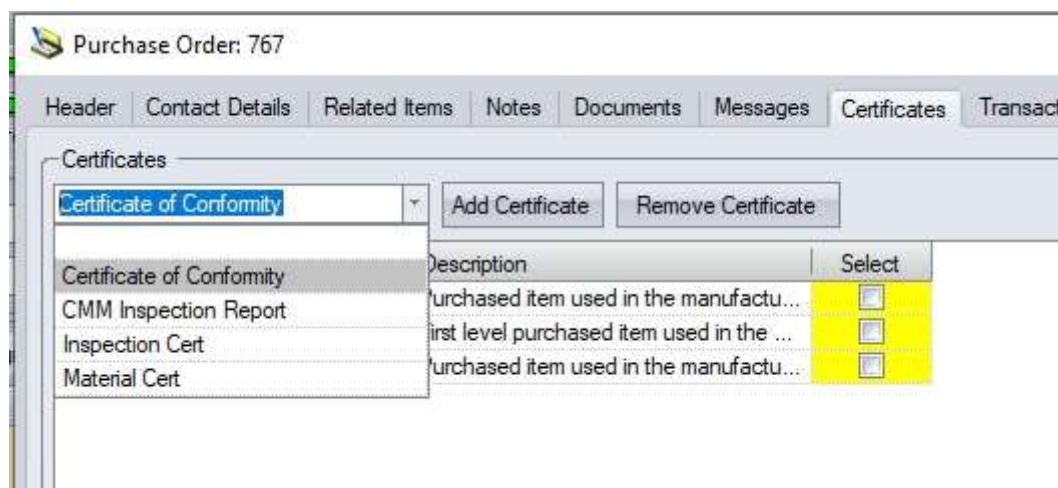 Purchase Order: 767
Header Contact Details Related Items Notes Documents Messages Certificates Transact
Certificates
Certificate of Conformity Add Certificate Remove Certificate
Description Select
Certificate of Conformity
urchased item used in the manufactu...
CMM Inspection Report
irst level purchased item used in the ...
Inspection Cert
urchased item used in the manufactu...
Material Cert